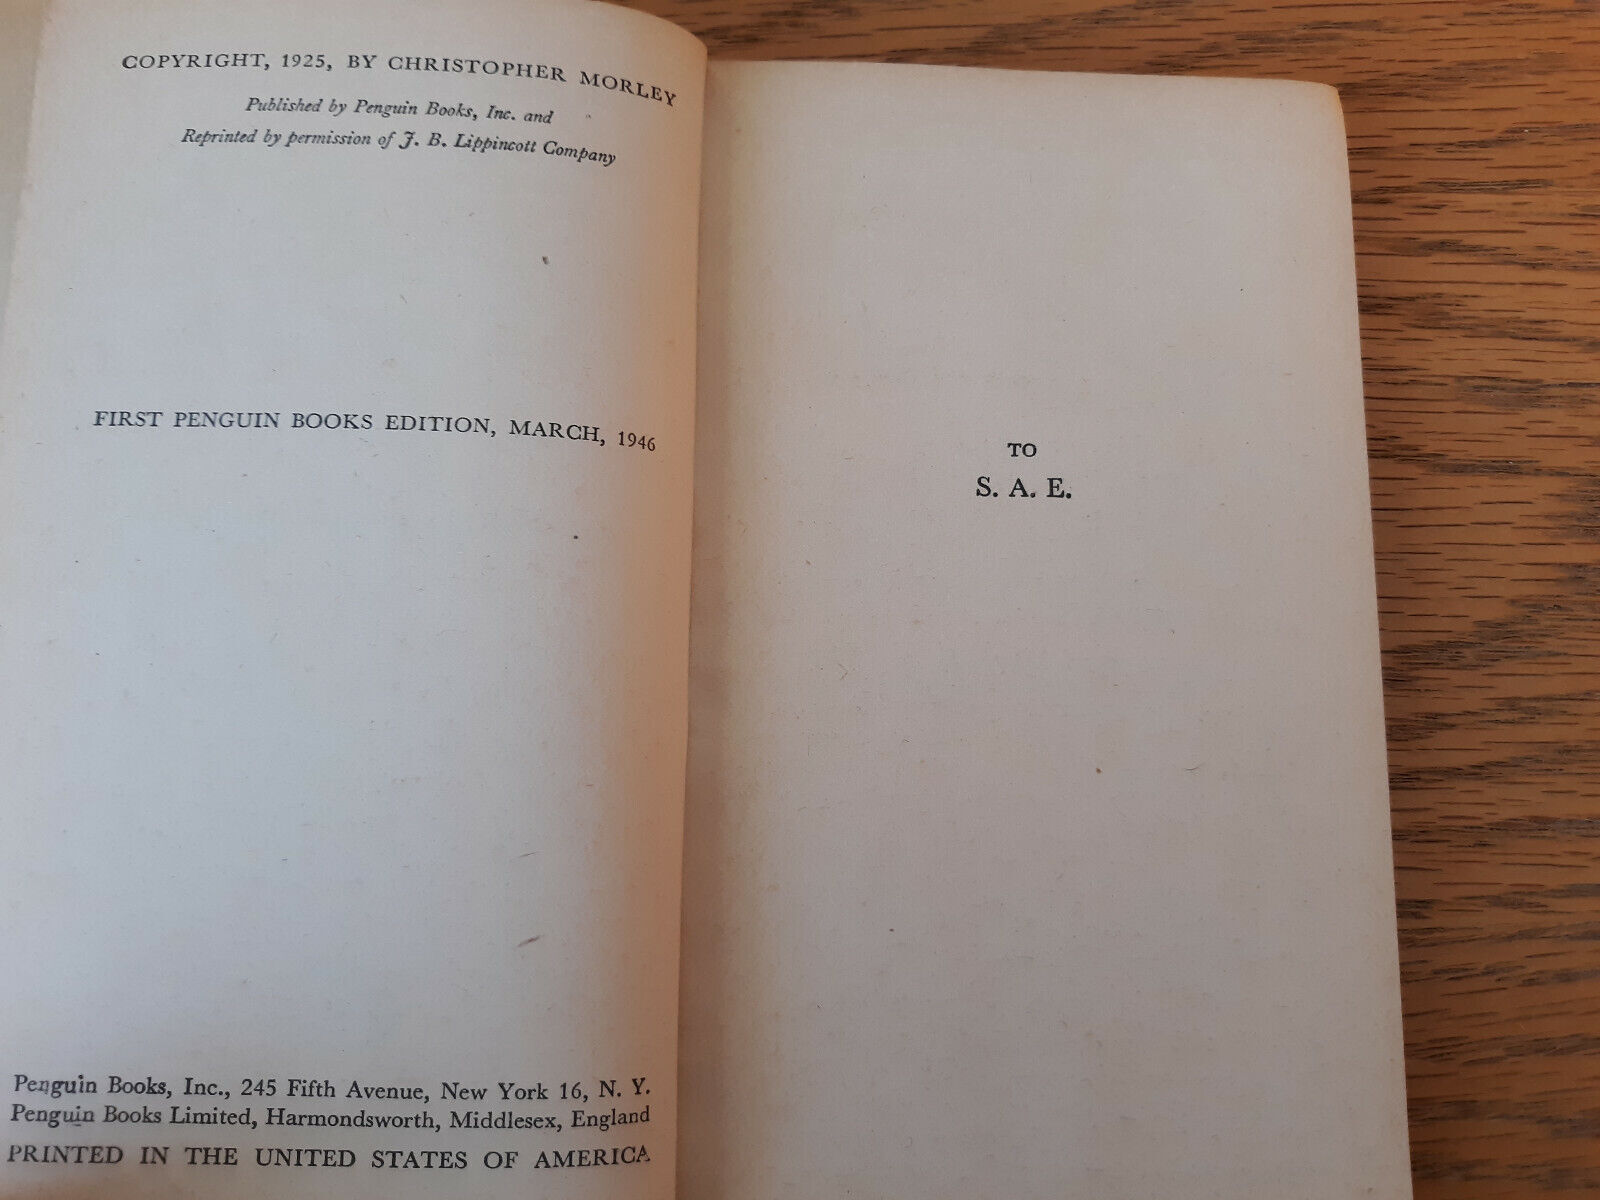 COPYRIGHT, 1925, BY CHRISTOPHER MORLEY
Published by Penguin Books, Inc. and
Reprinted by permission of J. B. Lippincott Company
FIRST PENGUIN BOOKS EDITION, MARCH, 1946
Penguin Books, Inc., 245 Fifth Avenue, New York 16, N. Y.
Penguin Books Limited, Harmondsworth, Middlesex, England
PRINTED IN THE UNITED STATES OF AMERICA
TO
S. A. E.